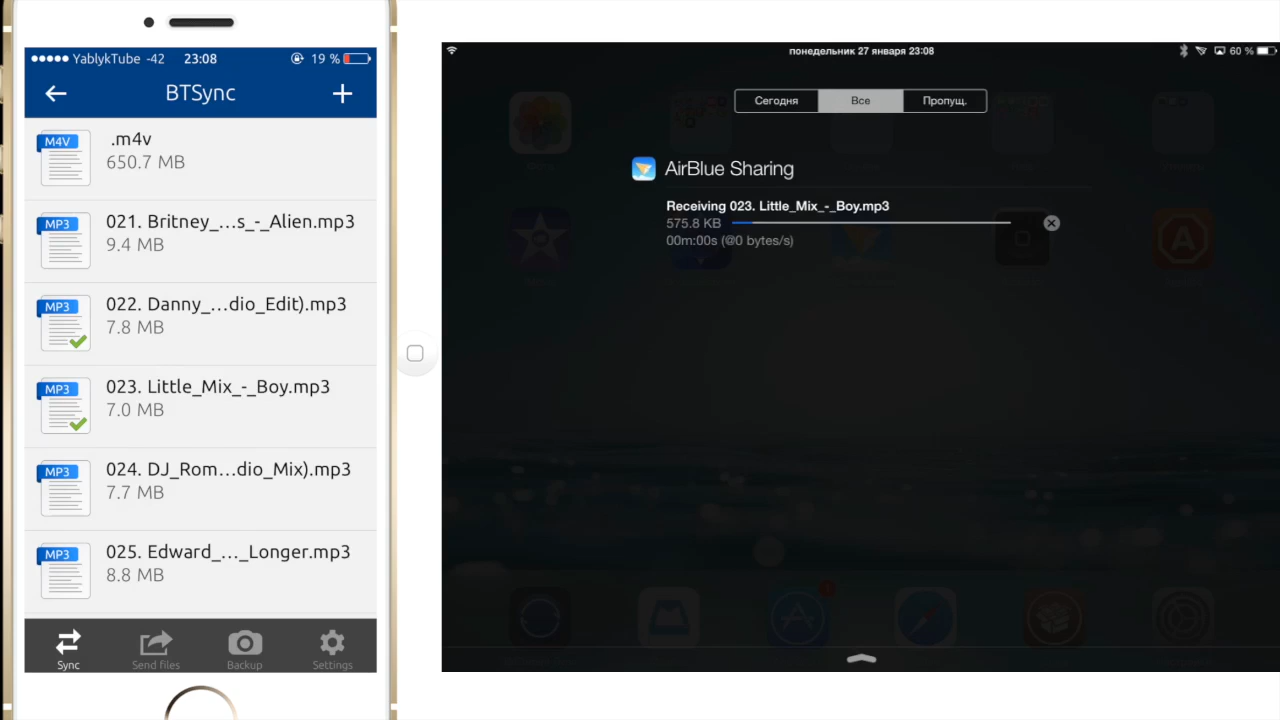 YablykTube -42 23:08 19 %
BTSync
M4V
.m4v
650.7 MB
MP3
021. Britney_...s_-_Alien.mp3
9.4 MB
MP3
022. Danny_...dio_Edit).mp3
7.8 MB
MP3
023. Little_Mix_-_Boy.mp3
7.0 MB
MP3
024. DJ_Rom...dio_Mix).mp3
7.7 MB
MP3
025. Edward_..._Longer.mp3
8.8 MB
Sync Send files Backup Settings
понедельник 27 января 23:08 60 %
Сегодня Все Пропущ.
AirBlue Sharing
Receiving 023. Little_Mix_-_Boy.mp3
575.8 KB
00m:00s (@0 bytes/s)